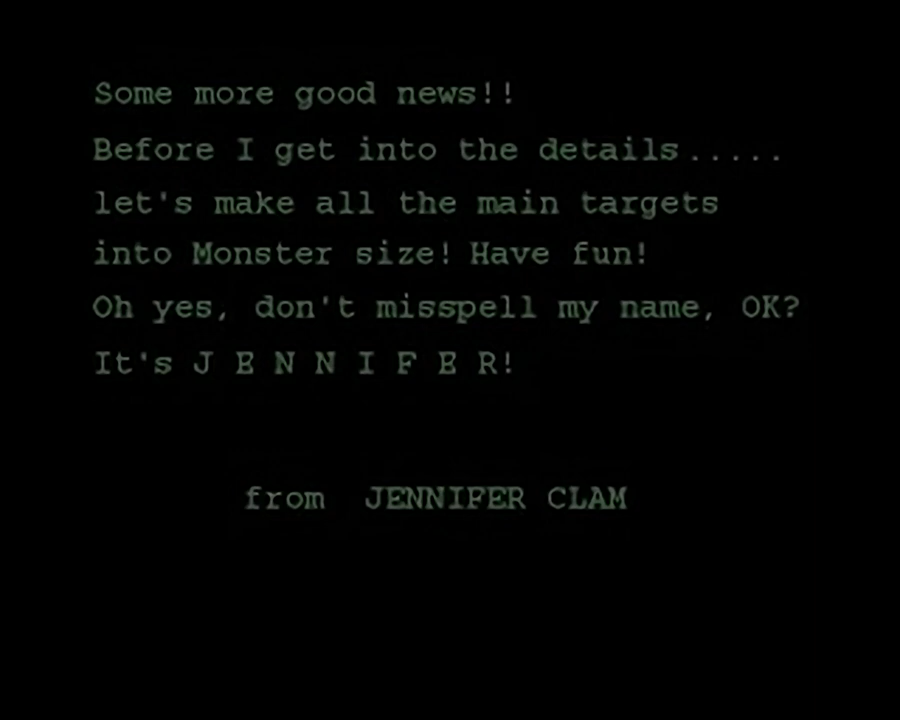 Some more good news!!
Before I get into the details.....
let's make all the main targets
into Monster size! Have fun!
Oh yes, don't misspell my name, OK?
It's J E N N I F E R!
from JENNIFER CLAM